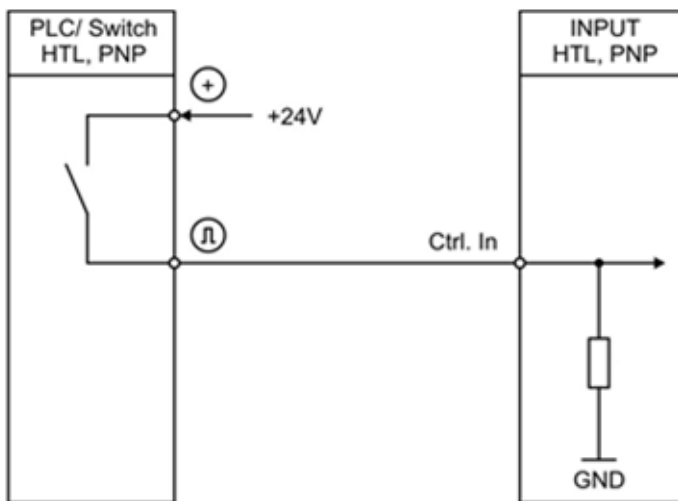 PLC/ Switch
HTL, PNP
INPUT
HTL, PNP
+
+24V
Ctrl. In
GND